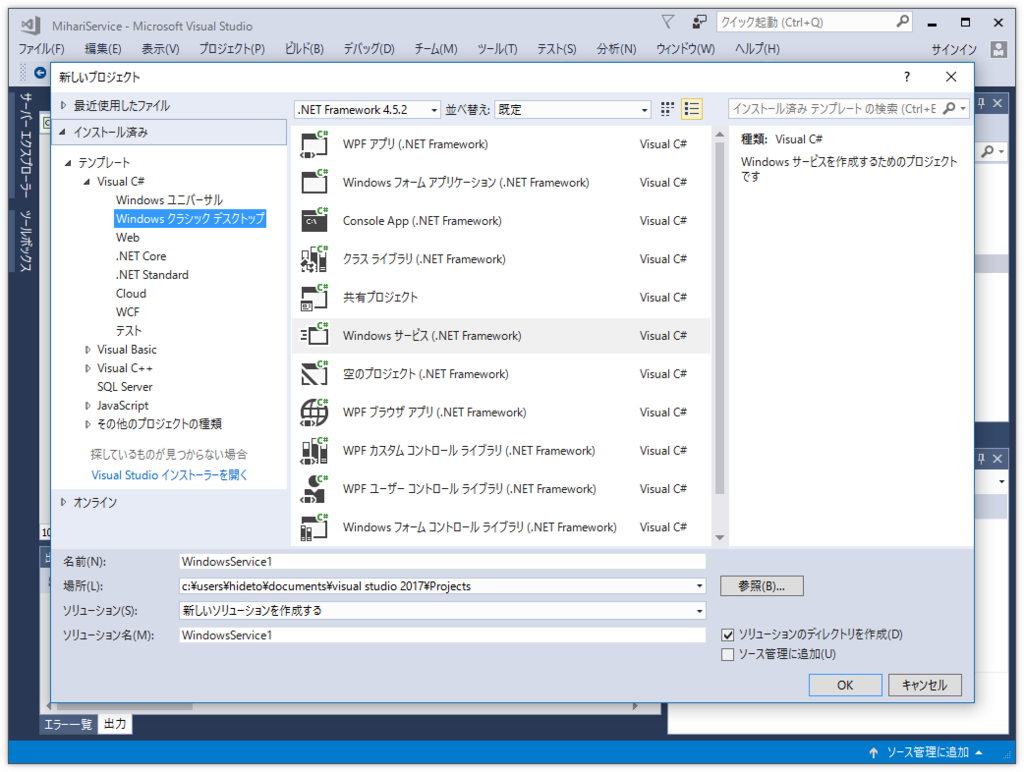 MihariService - Microsoft Visual Studio
クイック起動 (Ctrl+Q)
ファイル(F) 編集(E) 表示(V) プロジェクト(P) ビルド(B) デバッグ(D) チーム(M) ツール(T) テスト(S) 分析(N) ウィンドウ(W) ヘルプ(H) サインイン
サーバー エクスプローラー
ツールボックス
新しいプロジェクト
?
最近使用したファイル
インストール済み
テンプレート
Visual C#
Windows ユニバーサル
Windows クラシック デスクトップ
Web
.NET Core
.NET Standard
Cloud
WCF
テスト
Visual Basic
Visual C++
SQL Server
JavaScript
その他のプロジェクトの種類
探しているものが見つからない場合
Visual Studio インストーラーを開く
オンライン
.NET Framework 4.5.2 並べ替え: 既定
WPF アプリ (.NET Framework) Visual C#
Windows フォーム アプリケーション (.NET Framework) Visual C#
Console App (.NET Framework) Visual C#
クラス ライブラリ (.NET Framework) Visual C#
共有プロジェクト Visual C#
Windows サービス (.NET Framework) Visual C#
空のプロジェクト (.NET Framework) Visual C#
WPF ブラウザ アプリ (.NET Framework) Visual C#
WPF カスタム コントロール ライブラリ (.NET Framework) Visual C#
WPF ユーザー コントロール ライブラリ (.NET Framework) Visual C#
Windows フォーム コントロール ライブラリ (.NET Framework) Visual C#
インストール済み テンプレート の検索 (Ctrl+E
種類: Visual C#
Windows サービスを作成するためのプロジェクト
です
名前(N): WindowsService1
場所(L): c:¥users¥hideto¥documents¥visual studio 2017¥Projects 参照(B)...
ソリューション(S): 新しいソリューションを作成する
ソリューション名(M): WindowsService1
ソリューションのディレクトリを作成(D)
ソース管理に追加(U)
OK キャンセル
エラー一覧 出力
ソース管理に追加